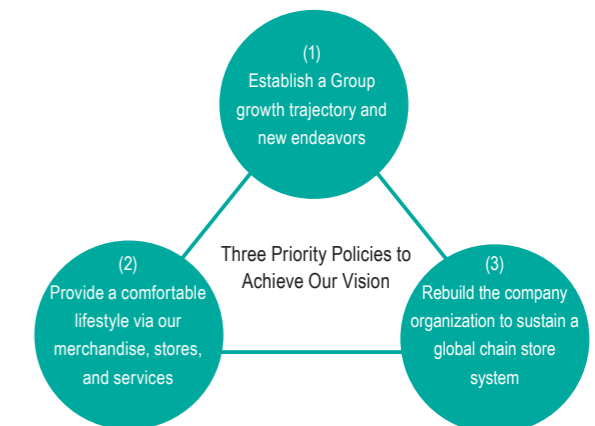 (1)
Establish a Group
growth trajectory and
new endeavors
Three Priority Policies to
Achieve Our Vision
(2)
Provide a comfortable
lifestyle via our
merchandise, stores,
and services
(3)
Rebuild the company
organization to sustain a
global chain store
system